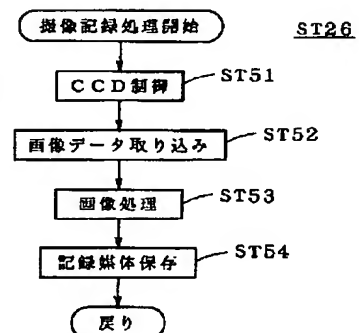 撮像記録処理開始
ST26
CCD制御
ST51
画像データ取り込み
ST52
画像処理
ST53
記録媒体保存
ST54
戻り